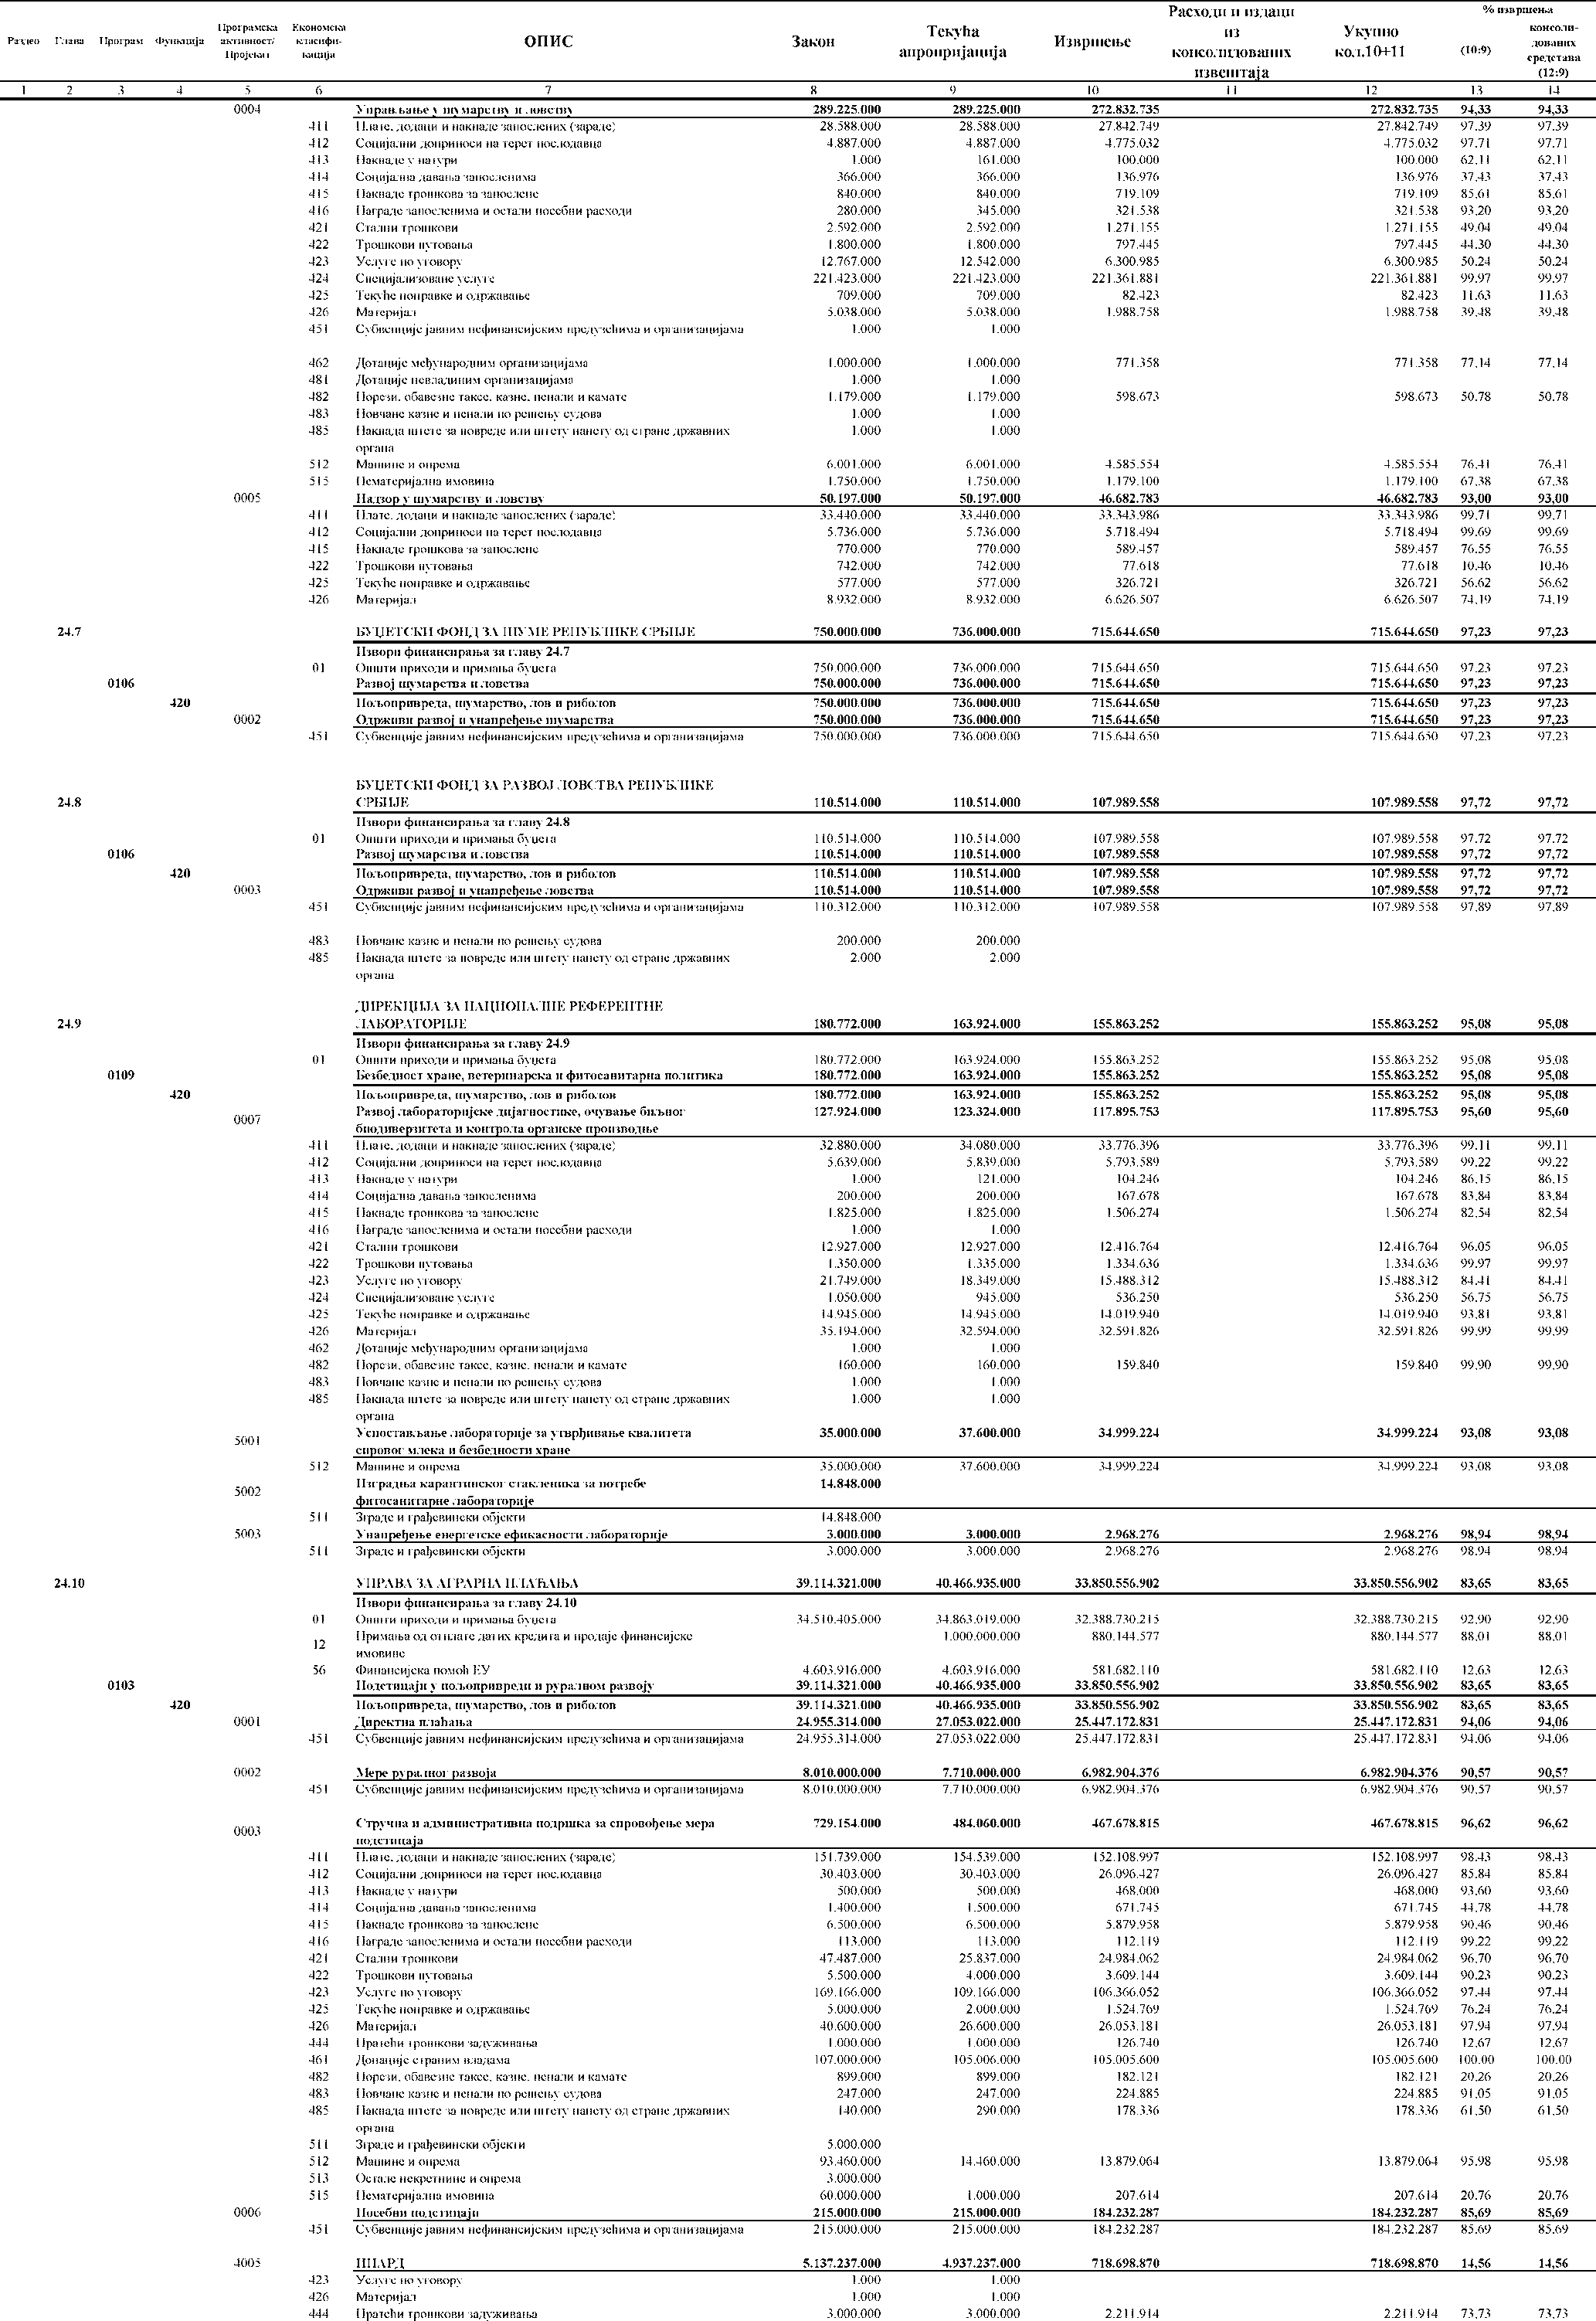 Раздео Глава Програм Функција Програмска активност/ Пројекат Економска класифи- кација ОПИС Закон Текућа апропријација Извршење Расходи и издаци из консолидованих извештаја Укупно кол.10+11 % извршења (10:9) консоли- дованих средстава (12:9)
1 2 3 4 5 6 7 8 9 10 11 12 13 14
0004 Управљање у шумарству и ловству 289.225.000 289.225.000 272.832.735 272.832.735 94,33 94,33
411 Плате, додаци и накнаде запослених (зараде) 28.588.000 28.588.000 27.842.749 27.842.749 97,39 97,39
412 Социјални доприноси на терет послодавца 4.887.000 4.887.000 4.775.032 4.775.032 97,71 97,71
413 Накнаде у натури 1.000 161.000 100.000 100.000 62,11 62,11
414 Социјална давања запосленима 366.000 366.000 136.976 136.976 37,43 37,43
415 Накнаде трошкова за запослене 840.000 840.000 719.109 719.109 85,61 85,61
416 Награде запосленима и остали посебни расходи 280.000 345.000 321.538 321.538 93,20 93,20
421 Стални трошкови 2.592.000 2.592.000 1.271.155 1.271.155 49,04 49,04
422 Трошкови путовања 1.800.000 1.800.000 797.445 797.445 44,30 44,30
423 Услуге по уговору 12.767.000 12.542.000 6.300.985 6.300.985 50,24 50,24
424 Специјализоване услуге 221.423.000 221.423.000 221.361.881 221.361.881 99,97 99,97
425 Текуће поправке и одржавање 709.000 709.000 82.423 82.423 11,63 11,63
426 Материјал 5.038.000 5.038.000 1.988.758 1.988.758 39,48 39,48
451 Субвенције јавним нефинансијским предузећима и организацијама 1.000 1.000
462 Дотације међународним организацијама 1.000.000 1.000.000 771.358 771.358 77,14 77,14
481 Дотације невладиним организацијама 1.000 1.000
482 Порези, обавезне таксе, казне, пенали и камате 1.179.000 1.179.000 598.673 598.673 50,78 50,78
483 Новчане казне и пенали по решењу судова 1.000 1.000
485 Накнада штете за повреде или штету нанету од стране државних 1.000 1.000
органа
512 Машине и опрема 6.001.000 6.001.000 4.585.554 4.585.554 76,41 76,41
515 Нематеријална имовина 1.750.000 1.750.000 1.179.100 1.179.100 67,38 67,38
0005 Надзор у шумарству и ловству 50.197.000 50.197.000 46.682.783 46.682.783 93,00 93,00
411 Плате, додаци и накнаде запослених (зараде) 33.440.000 33.440.000 33.343.986 33.343.986 99,71 99,71
412 Социјални доприноси на терет послодавца 5.736.000 5.736.000 5.718.494 5.718.494 99,69 99,69
415 Накнаде трошкова за запослене 770.000 770.000 589.457 589.457 76,55 76,55
422 Трошкови путовања 742.000 742.000 77.618 77.618 10,46 10,46
425 Текуће поправке и одржавање 577.000 577.000 326.721 326.721 56,62 56,62
426 Материјал 8.932.000 8.932.000 6.626.507 6.626.507 74,19 74,19
24.7 БУЏЕТСКИ ФОНД ЗА ШУМЕ РЕПУБЛИКЕ СРБИЈЕ 750.000.000 736.000.000 715.644.650 715.644.650 97,23 97,23
Извори финансирања за главу 24.7
01 Општи приходи и примања буџета 750.000.000 736.000.000 715.644.650 715.644.650 97,23 97,23
0106 Развој шумарства и ловства 750.000.000 736.000.000 715.644.650 715.644.650 97,23 97,23
420 Пољопривреда, шумарство, лов и риболов 750.000.000 736.000.000 715.644.650 715.644.650 97,23 97,23
0002 Одрживи развој и унапређење шумарства 750.000.000 736.000.000 715.644.650 715.644.650 97,23 97,23
451 Субвенције јавним нефинансијским предузећима и организацијама 750.000.000 736.000.000 715.644.650 715.644.650 97,23 97,23
БУЏЕТСКИ ФОНД ЗА РАЗВОЈ ЛОВСТВА РЕПУБЛИКЕ
24.8 СРБИЈЕ 110.514.000 110.514.000 107.989.558 107.989.558 97,72 97,72
Извори финансирања за главу 24.8
01 Општи приходи и примања буџета 110.514.000 110.514.000 107.989.558 107.989.558 97,72 97,72
0106 Развој шумарства и ловства 110.514.000 110.514.000 107.989.558 107.989.558 97,72 97,72
420 Пољопривреда, шумарство, лов и риболов 110.514.000 110.514.000 107.989.558 107.989.558 97,72 97,72
0003 Одрживи развој и унапређење ловства 110.514.000 110.514.000 107.989.558 107.989.558 97,72 97,72
451 Субвенције јавним нефинансијским предузећима и организацијама 110.312.000 110.312.000 107.989.558 107.989.558 97,89 97,89
483 Новчане казне и пенали по решењу судова 200.000 200.000
485 Накнада штете за повреде или штету нанету од стране државних 2.000 2.000
органа
ДИРЕКЦИЈА ЗА НАЦИОНАЛНЕ РЕФЕРЕНТНЕ
24.9 ЛАБОРАТОРИЈЕ 180.772.000 163.924.000 155.863.252 155.863.252 95,08 95,08
Извори финансирања за главу 24.9
01 Општи приходи и примања буџета 180.772.000 163.924.000 155.863.252 155.863.252 95,08 95,08
0109 Безбедност хране, ветеринарска и фитосанитарна политика 180.772.000 163.924.000 155.863.252 155.863.252 95,08 95,08
420 Пољопривреда, шумарство, лов и риболов 180.772.000 163.924.000 155.863.252 155.863.252 95,08 95,08
0007 Развој лабораторијске дијагностике, очување биљног 127.924.000 123.324.000 117.895.753 117.895.753 95,60 95,60
биодиверзитета и контрола органске производње
411 Плате, додаци и накнаде запослених (зараде) 32.880.000 34.080.000 33.776.396 33.776.396 99,11 99,11
412 Социјални доприноси на терет послодавца 5.639.000 5.839.000 5.793.589 5.793.589 99,22 99,22
413 Накнаде у натури 1.000 121.000 104.246 104.246 86,15 86,15
414 Социјална давања запосленима 200.000 200.000 167.678 167.678 83,84 83,84
415 Накнаде трошкова за запослене 1.825.000 1.825.000 1.506.274 1.506.274 82,54 82,54
416 Награде запосленима и остали посебни расходи 1.000 1.000
421 Стални трошкови 12.927.000 12.927.000 12.416.764 12.416.764 96,05 96,05
422 Трошкови путовања 1.350.000 1.335.000 1.334.636 1.334.636 99,97 99,97
423 Услуге по уговору 21.749.000 18.349.000 15.488.312 15.488.312 84,41 84,41
424 Специјализоване услуге 1.050.000 945.000 536.250 536.250 56,75 56,75
425 Текуће поправке и одржавање 14.945.000 14.945.000 14.019.940 14.019.940 93,81 93,81
426 Материјал 35.194.000 32.594.000 32.591.826 32.591.826 99,99 99,99
462 Дотације међународним организацијама 1.000 1.000
482 Порези, обавезне таксе, казне, пенали и камате 160.000 160.000 159.840 159.840 99,90 99,90
483 Новчане казне и пенали по решењу судова 1.000 1.000
485 Накнада штете за повреде или штету нанету од стране државних 1.000 1.000
органа
5001 Успостављање лабораторије за утврђивање квалитета 35.000.000 37.600.000 34.999.224 34.999.224 93,08 93,08
сировог млека и безбедности хране
512 Машине и опрема 35.000.000 37.600.000 34.999.224 34.999.224 93,08 93,08
5002 Изградња карантинског стакленика за потребе 14.848.000
фитосанитарне лабораторије
511 Зграде и грађевински објекти 14.848.000
5003 Унапређење енергетске ефикасности лабораторије 3.000.000 3.000.000 2.968.276 2.968.276 98,94 98,94
511 Зграде и грађевински објекти 3.000.000 3.000.000 2.968.276 2.968.276 98,94 98,94
24.10 УПРАВА ЗА АГРАРНА ПЛАЋАЊА 39.114.321.000 40.466.935.000 33.850.556.902 33.850.556.902 83,65 83,65
Извори финансирања за главу 24.10
01 Општи приходи и примања буџета 34.510.405.000 34.863.019.000 32.388.730.215 32.388.730.215 92,90 92,90
12 Примања од отплате датих кредита и продаје финансијске 1.000.000.000 880.144.577 880.144.577 88,01 88,01
имовине
56 Финансијска помоћ ЕУ 4.603.916.000 4.603.916.000 581.682.110 581.682.110 12,63 12,63
0103 Подстицаји у пољопривреди и руралном развоју 39.114.321.000 40.466.935.000 33.850.556.902 33.850.556.902 83,65 83,65
420 Пољопривреда, шумарство, лов и риболов 39.114.321.000 40.466.935.000 33.850.556.902 33.850.556.902 83,65 83,65
0001 Директна плаћања 24.955.314.000 27.053.022.000 25.447.172.831 25.447.172.831 94,06 94,06
451 Субвенције јавним нефинансијским предузећима и организацијама 24.955.314.000 27.053.022.000 25.447.172.831 25.447.172.831 94,06 94,06
0002 Мере руралног развоја 8.010.000.000 7.710.000.000 6.982.904.376 6.982.904.376 90,57 90,57
451 Субвенције јавним нефинансијским предузећима и организацијама 8.010.000.000 7.710.000.000 6.982.904.376 6.982.904.376 90,57 90,57
0003 Стручна и административна подршка за спровођење мера 729.154.000 484.060.000 467.678.815 467.678.815 96,62 96,62
подстицаја
411 Плате, додаци и накнаде запослених (зараде) 151.739.000 154.539.000 152.108.997 152.108.997 98,43 98,43
412 Социјални доприноси на терет послодавца 30.403.000 30.403.000 26.096.427 26.096.427 85,84 85,84
413 Накнаде у натури 500.000 500.000 468.000 468.000 93,60 93,60
414 Социјална давања запосленима 1.400.000 1.500.000 671.745 671.745 44,78 44,78
415 Накнаде трошкова за запослене 6.500.000 6.500.000 5.879.958 5.879.958 90,46 90,46
416 Награде запосленима и остали посебни расходи 113.000 113.000 112.119 112.119 99,22 99,22
421 Стални трошкови 47.487.000 25.837.000 24.984.062 24.984.062 96,70 96,70
422 Трошкови путовања 5.500.000 4.000.000 3.609.144 3.609.144 90,23 90,23
423 Услуге по уговору 169.166.000 109.166.000 106.366.052 106.366.052 97,44 97,44
425 Текуће поправке и одржавање 5.000.000 2.000.000 1.524.769 1.524.769 76,24 76,24
426 Материјал 40.600.000 26.600.000 26.053.181 26.053.181 97,94 97,94
444 Пратећи трошкови задуживања 1.000.000 1.000.000 126.740 126.740 12,67 12,67
461 Донације страним владама 107.000.000 105.006.000 105.005.600 105.005.600 100,00 100,00
482 Порези, обавезне таксе, казне, пенали и камате 899.000 899.000 182.121 182.121 20,26 20,26
483 Новчане казне и пенали по решењу судова 247.000 247.000 224.885 224.885 91,05 91,05
485 Накнада штете за повреде или штету нанету од стране државних 140.000 290.000 178.336 178.336 61,50 61,50
органа
511 Зграде и грађевински објекти 5.000.000
512 Машине и опрема 93.460.000 14.460.000 13.879.064 13.879.064 95,98 95,98
513 Остале некретнине и опрема 3.000.000
515 Нематеријална имовина 60.000.000 1.000.000 207.614 207.614 20,76 20,76
0006 Посебни подстицаји 215.000.000 215.000.000 184.232.287 184.232.287 85,69 85,69
451 Субвенције јавним нефинансијским предузећима и организацијама 215.000.000 215.000.000 184.232.287 184.232.287 85,69 85,69
4005 ИПАРД 5.137.237.000 4.937.237.000 718.698.870 718.698.870 14,56 14,56
423 Услуге по уговору 1.000 1.000
426 Материјал 1.000 1.000
444 Пратећи трошкови задуживања 3.000.000 3.000.000 2.211.914 2.211.914 73,73 73,73